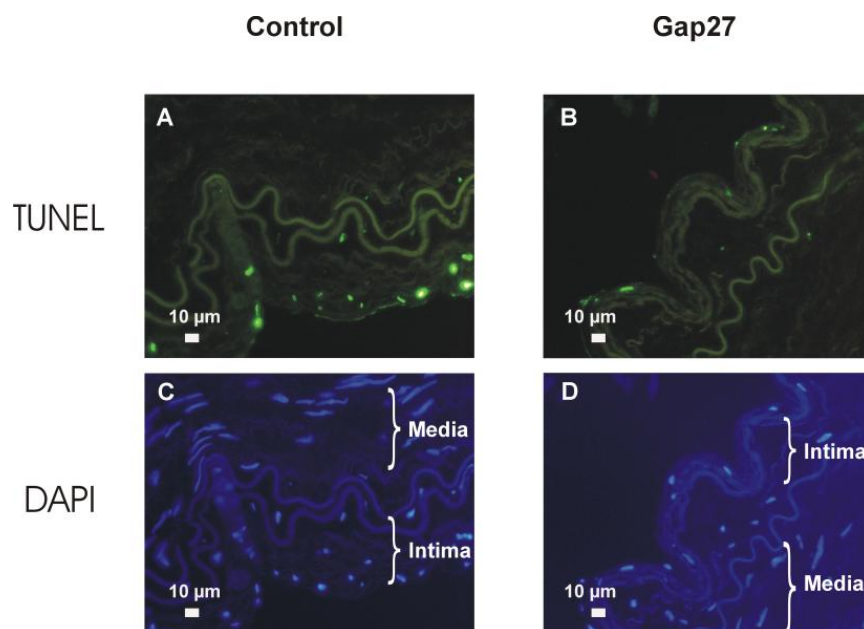 Control Gap27
TUNEL
A
10 µm
B
10 µm
DAPI
C
Media
Intima
10 µm
D
Intima
Media
10 µm